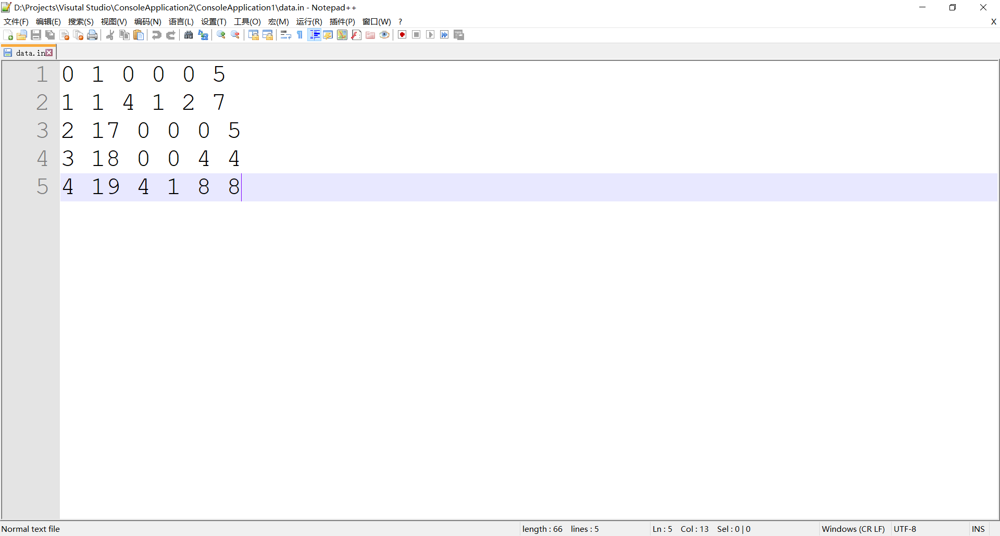 D:\Projects\Visutal Studio\ConsoleApplication2\ConsoleApplication1\data.in - Notepad++
文件(F) 编辑(E) 搜索(S) 视图(V) 编码(N) 语言(L) 设置(T) 工具(O) 宏(M) 运行(R) 插件(P) 窗口(W) ? X
data.in
1 0 1 0 0 0 5
2 1 1 4 1 2 7
3 2 17 0 0 0 5
4 3 18 0 0 4 4
5 4 19 4 1 8 8
Normal text file length : 66 lines : 5 Ln : 5 Col : 13 Sel : 0 | 0 Windows (CR LF) UTF-8 INS